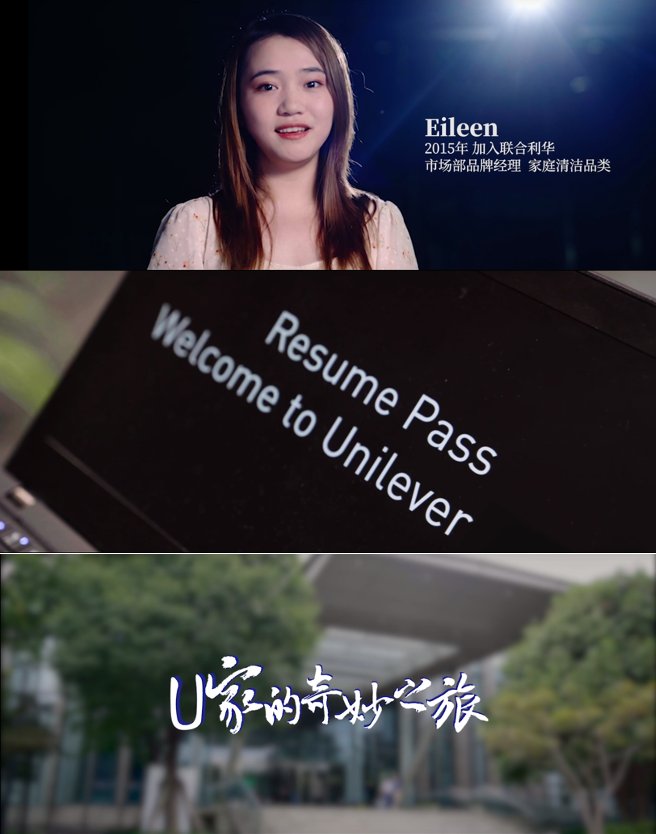 Eileen
2015年 加入联合利华
市场部品牌经理 家庭清洁品类
Resume Pass
Welcome to Unilever
U家的奇妙之旅